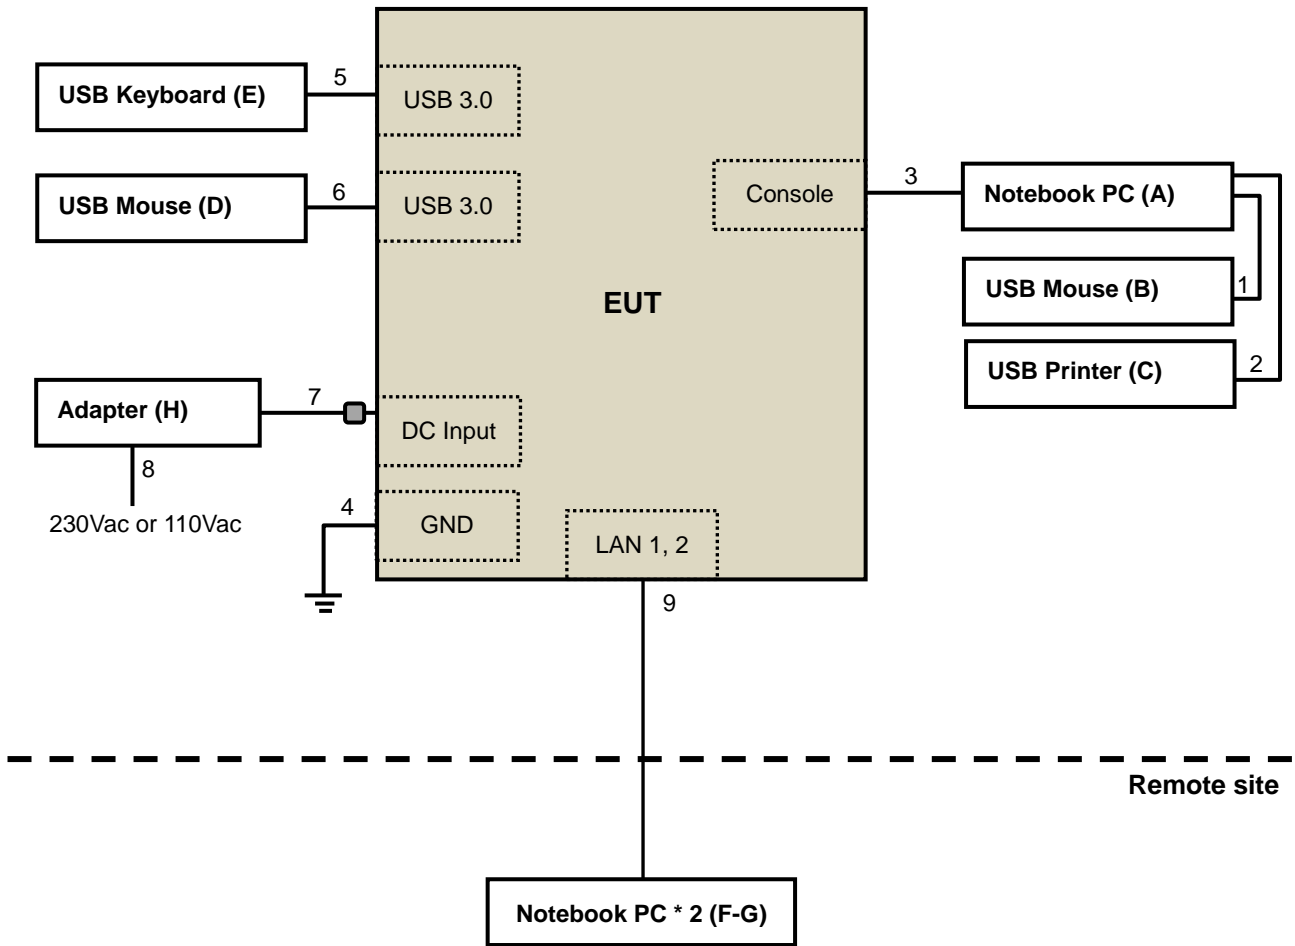 5
USB Keyboard (E)
USB 3.0
3
Console
Notebook PC (A)
6
USB Mouse (D)
USB 3.0
USB Mouse (B)
1
EUT
USB Printer (C)
2
7
Adapter (H)
DC Input
8
4
230Vac or 110Vac
GND
LAN 1, 2
9
Remote site
Notebook PC * 2 (F-G)